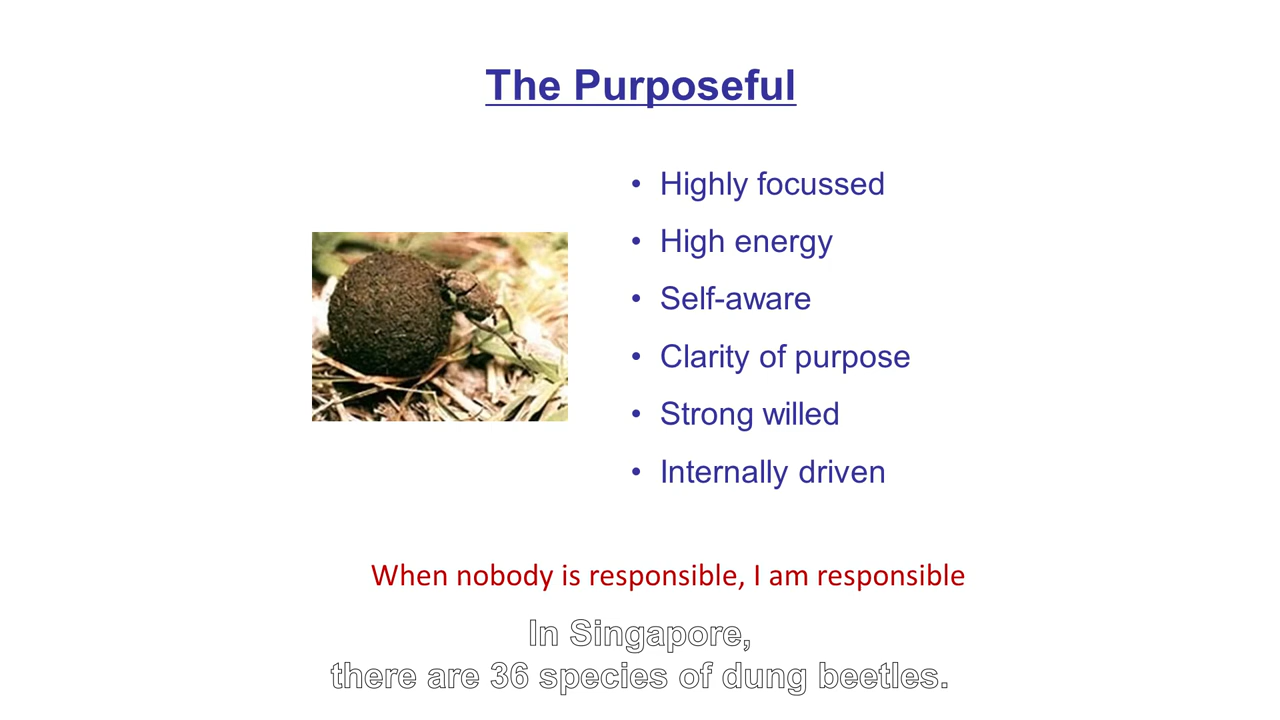 The Purposeful
• Highly focussed
• High energy
• Self-aware
• Clarity of purpose
• Strong willed
• Internally driven
When nobody is responsible, I am responsible
In Singapore,
there are 36 species of dung beetles.